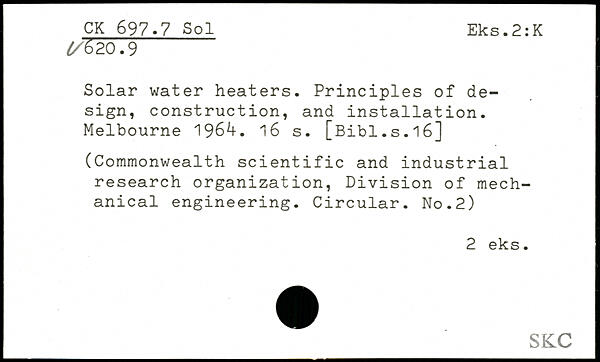 CK 697.7 Sol Eks.2:K
√620.9
Solar water heaters. Principles of de-
sign, construction, and installation.
Melbourne 1964. 16 s. [Bibl.s.16]
(Commonwealth scientific and industrial
research organization, Division of mech-
anical engineering. Circular. No.2)
2 eks.
SKC